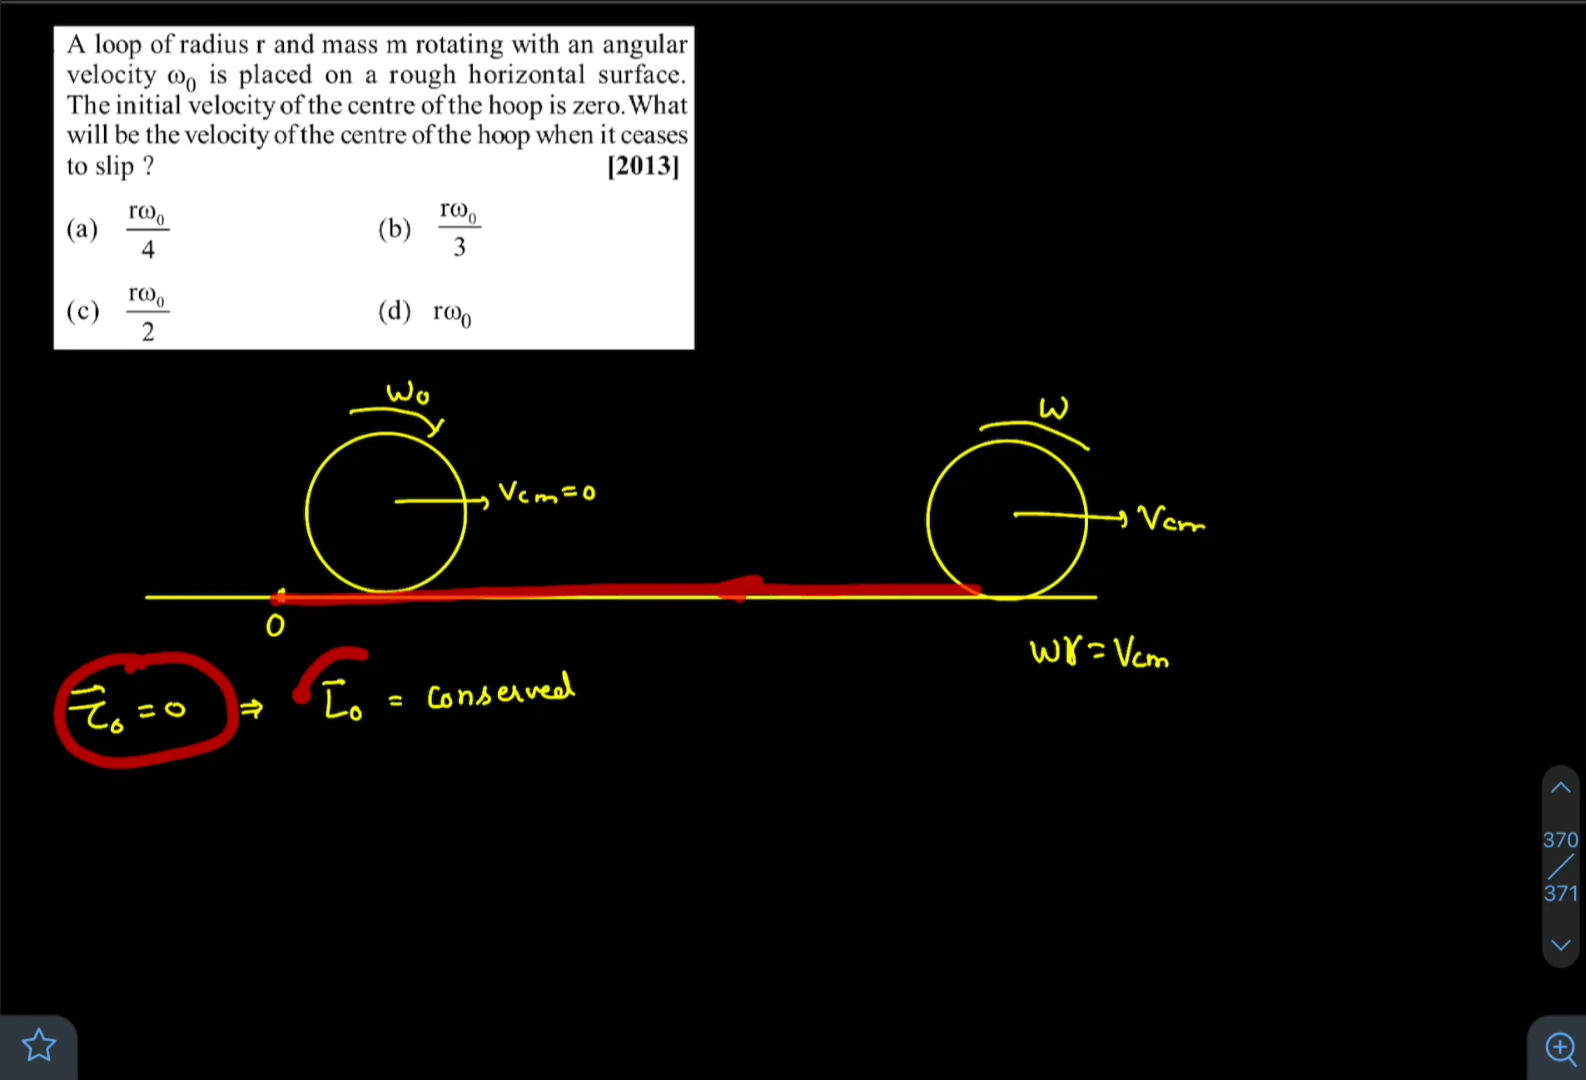 A loop of radius r and mass m rotating with an angular
velocity ω₀ is placed on a rough horizontal surface.
The initial velocity of the centre of the hoop is zero. What
will be the velocity of the centre of the hoop when it ceases
to slip ? [2013]
(a) rω₀/4 (b) rω₀/3
(c) rω₀/2 (d) rω₀
ω₀
ω
Vcm=0
Vcm
0
ωr=Vcm
τ⃗₀=0 ⇒ L⃗₀ = conserved
370
/
371